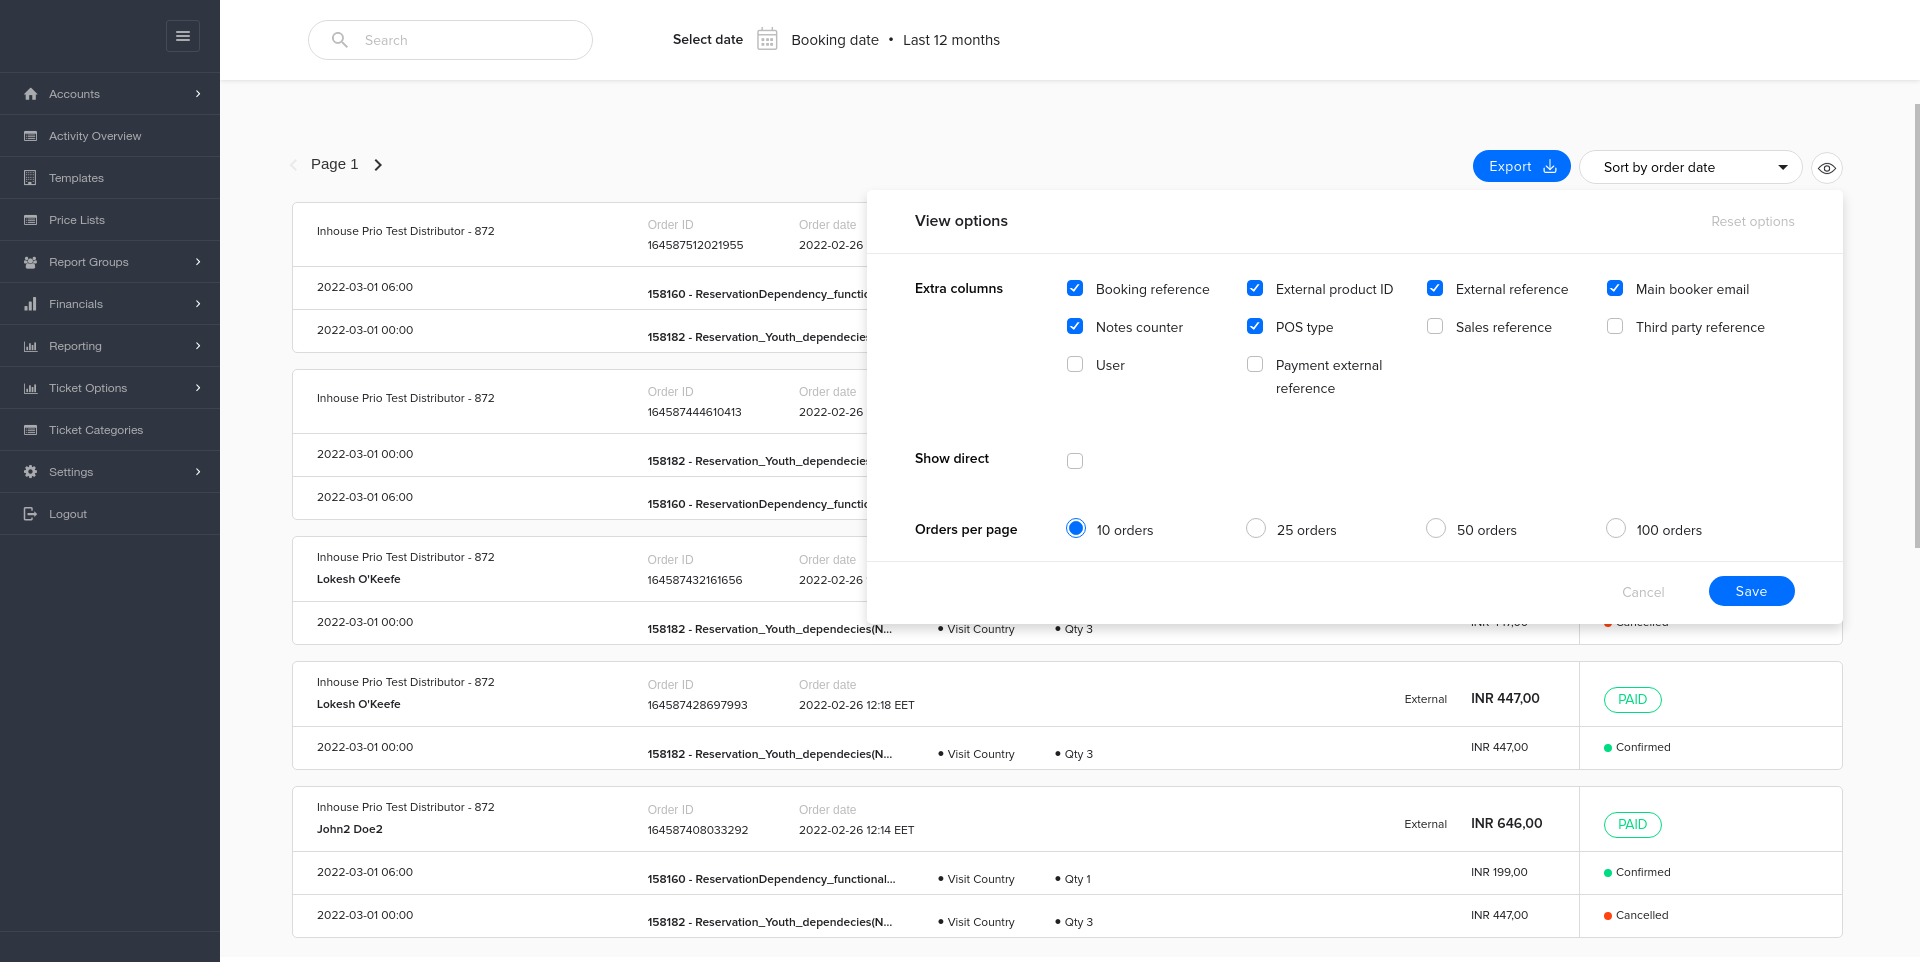 Search
Select date Booking date • Last 12 months
Accounts
Activity Overview
Templates
Price Lists
Report Groups
Financials
Reporting
Ticket Options
Ticket Categories
Settings
Logout
Page 1
Export
Sort by order date
View options
Reset options
Extra columns
Booking reference
External product ID
External reference
Main booker email
Notes counter
POS type
Sales reference
Third party reference
User
Payment external
reference
Show direct
Orders per page
10 orders
25 orders
50 orders
100 orders
Cancel
Save
Inhouse Prio Test Distributor - 872
Order ID
164587512021955
Order date
2022-02-26
2022-03-01 06:00
158160 - ReservationDependency_functio
2022-03-01 00:00
158182 - Reservation_Youth_dependecies
Inhouse Prio Test Distributor - 872
Order ID
164587444610413
Order date
2022-02-26
2022-03-01 00:00
158182 - Reservation_Youth_dependecies
2022-03-01 06:00
158160 - ReservationDependency_functio
Inhouse Prio Test Distributor - 872
Lokesh O'Keefe
Order ID
164587432161656
Order date
2022-02-26
2022-03-01 00:00
158182 - Reservation_Youth_dependecies(N...
• Visit Country
• Qty 3
INR 447,00
Cancelled
Inhouse Prio Test Distributor - 872
Lokesh O'Keefe
Order ID
164587428697993
Order date
2022-02-26 12:18 EET
External
INR 447,00
PAID
2022-03-01 00:00
158182 - Reservation_Youth_dependecies(N...
• Visit Country
• Qty 3
INR 447,00
Confirmed
Inhouse Prio Test Distributor - 872
John2 Doe2
Order ID
164587408033292
Order date
2022-02-26 12:14 EET
External
INR 646,00
PAID
2022-03-01 06:00
158160 - ReservationDependency_functional...
• Visit Country
• Qty 1
INR 199,00
Confirmed
2022-03-01 00:00
158182 - Reservation_Youth_dependecies(N...
• Visit Country
• Qty 3
INR 447,00
Cancelled